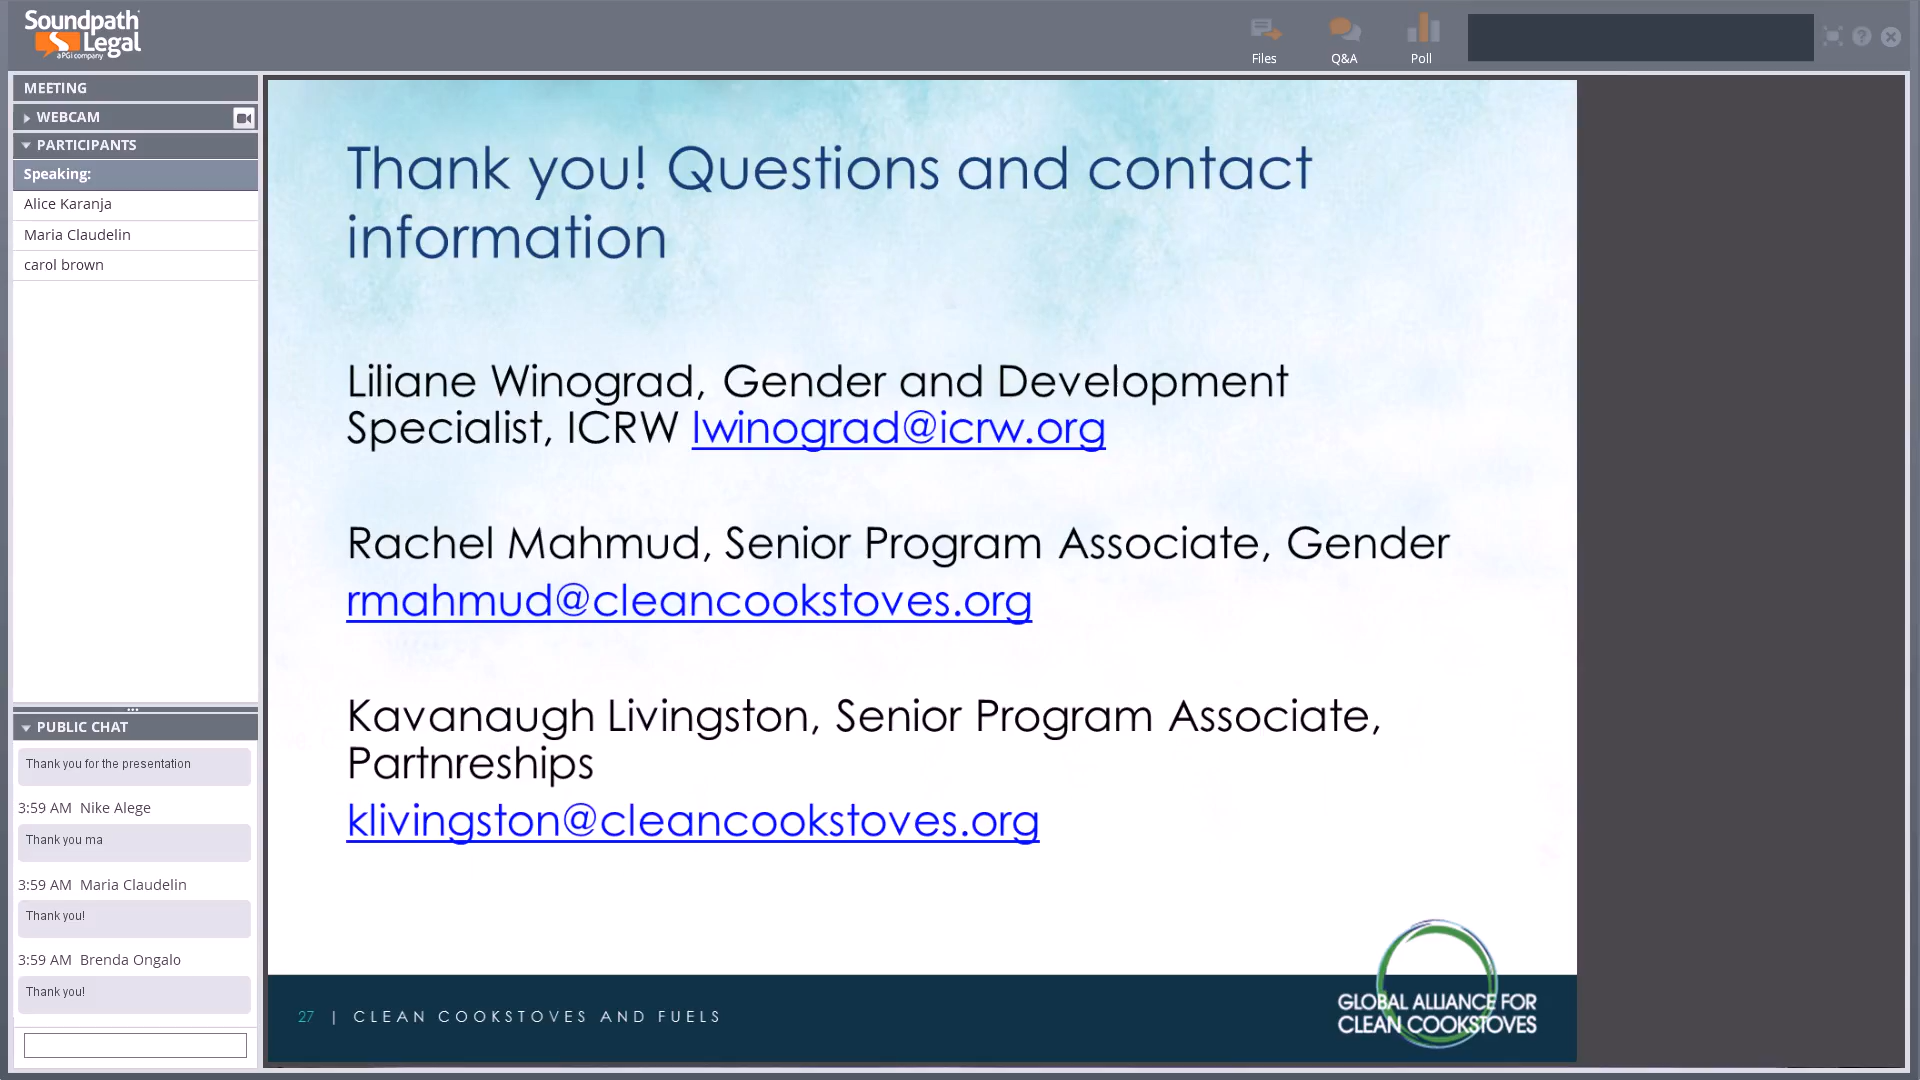 Soundpath
Legal
a PGi company
Files
Q&A
Poll
MEETING
WEBCAM
PARTICIPANTS
Speaking:
Alice Karanja
Maria Claudelin
carol brown
PUBLIC CHAT
Thank you for the presentation
3:59 AM Nike Alege
Thank you ma
3:59 AM Maria Claudelin
Thank you!
3:59 AM Brenda Ongalo
Thank you!
Thank you! Questions and contact
information
Liliane Winograd, Gender and Development
Specialist, ICRW lwinograd@icrw.org
Rachel Mahmud, Senior Program Associate, Gender
rmahmud@cleancookstoves.org
Kavanaugh Livingston, Senior Program Associate,
Partnreships
klivingston@cleancookstoves.org
27 | CLEAN COOKSTOVES AND FUELS
GLOBAL ALLIANCE FOR
CLEAN COOKSTOVES